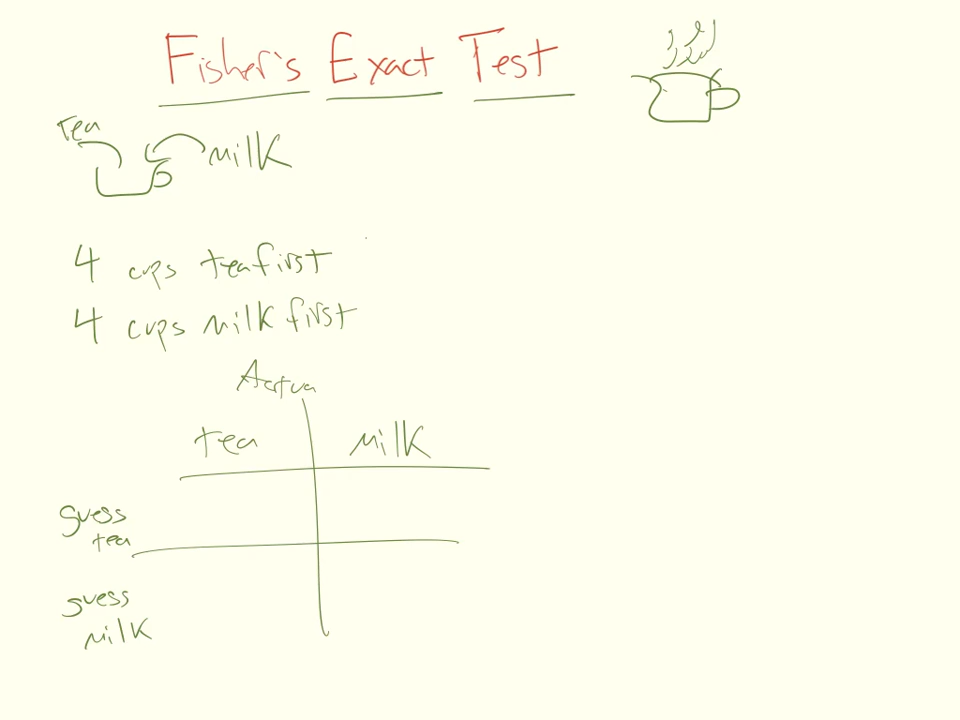 Fisher's Exact Test
Tea
milk
4 cups tea first
4 cups milk first
Actua
tea milk
guess
tea
guess
milk